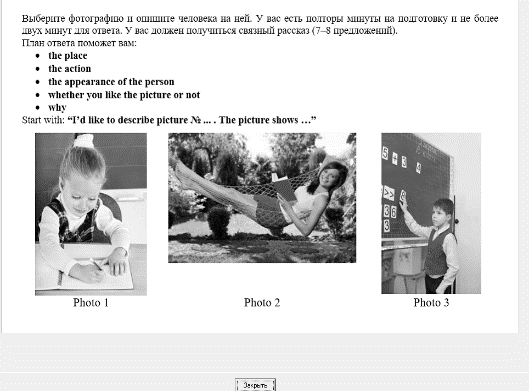 Выберите фотографию и опишите человека на ней. У вас есть полторы минуты на подготовку и не более
двух минут для ответа. У вас должен получиться связный рассказ (7–8 предложений).
План ответа поможет вам:
• the place
• the action
• the appearance of the person
• whether you like the picture or not
• why
Start with: “I’d like to describe picture № ... . The picture shows …”
5 + 3 4
Photo 1 Photo 2 Photo 3
Закрыть